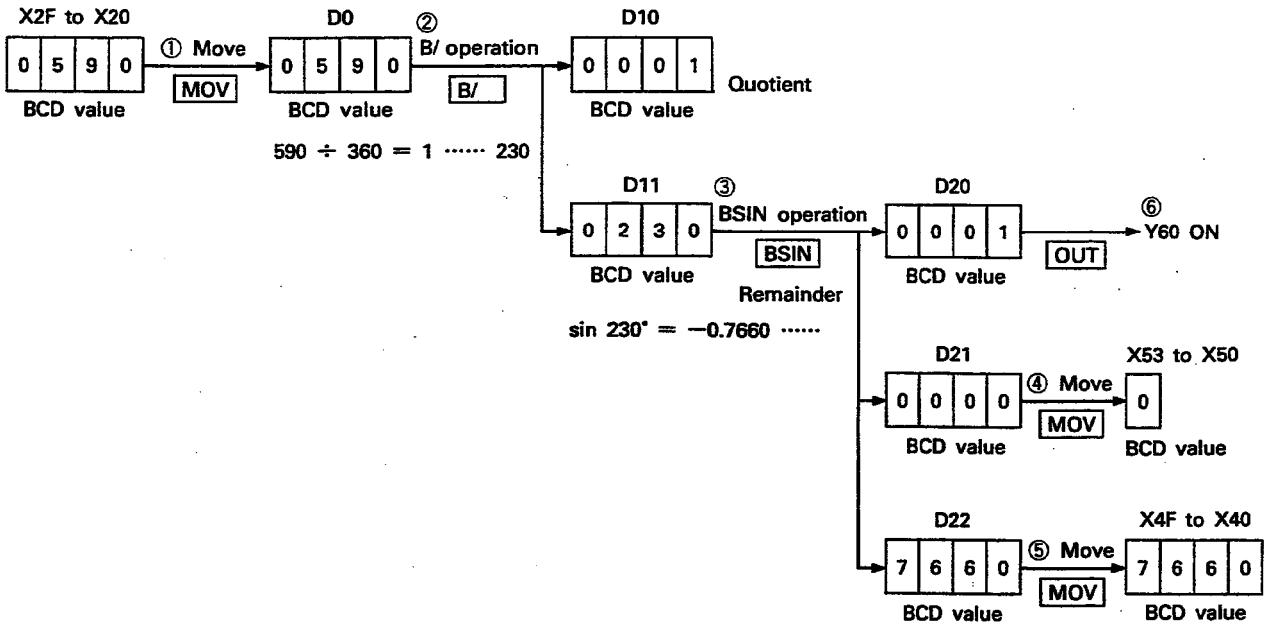 X2F to X20
0 5 9 0
BCD value
① Move
MOV
D0
0 5 9 0
BCD value
590 ÷ 360 = 1 ······ 230
②
B/ operation
B/
D10
0 0 0 1
Quotient
BCD value
D11
0 2 3 0
BCD value
③
BSIN operation
BSIN
Remainder
sin 230° = −0.7660 ······
D20
0 0 0 1
BCD value
OUT
⑥
Y60 ON
D21
0 0 0 0
BCD value
④ Move
MOV
X53 to X50
0
BCD value
D22
7 6 6 0
BCD value
⑤ Move
MOV
X4F to X40
7 6 6 0
BCD value